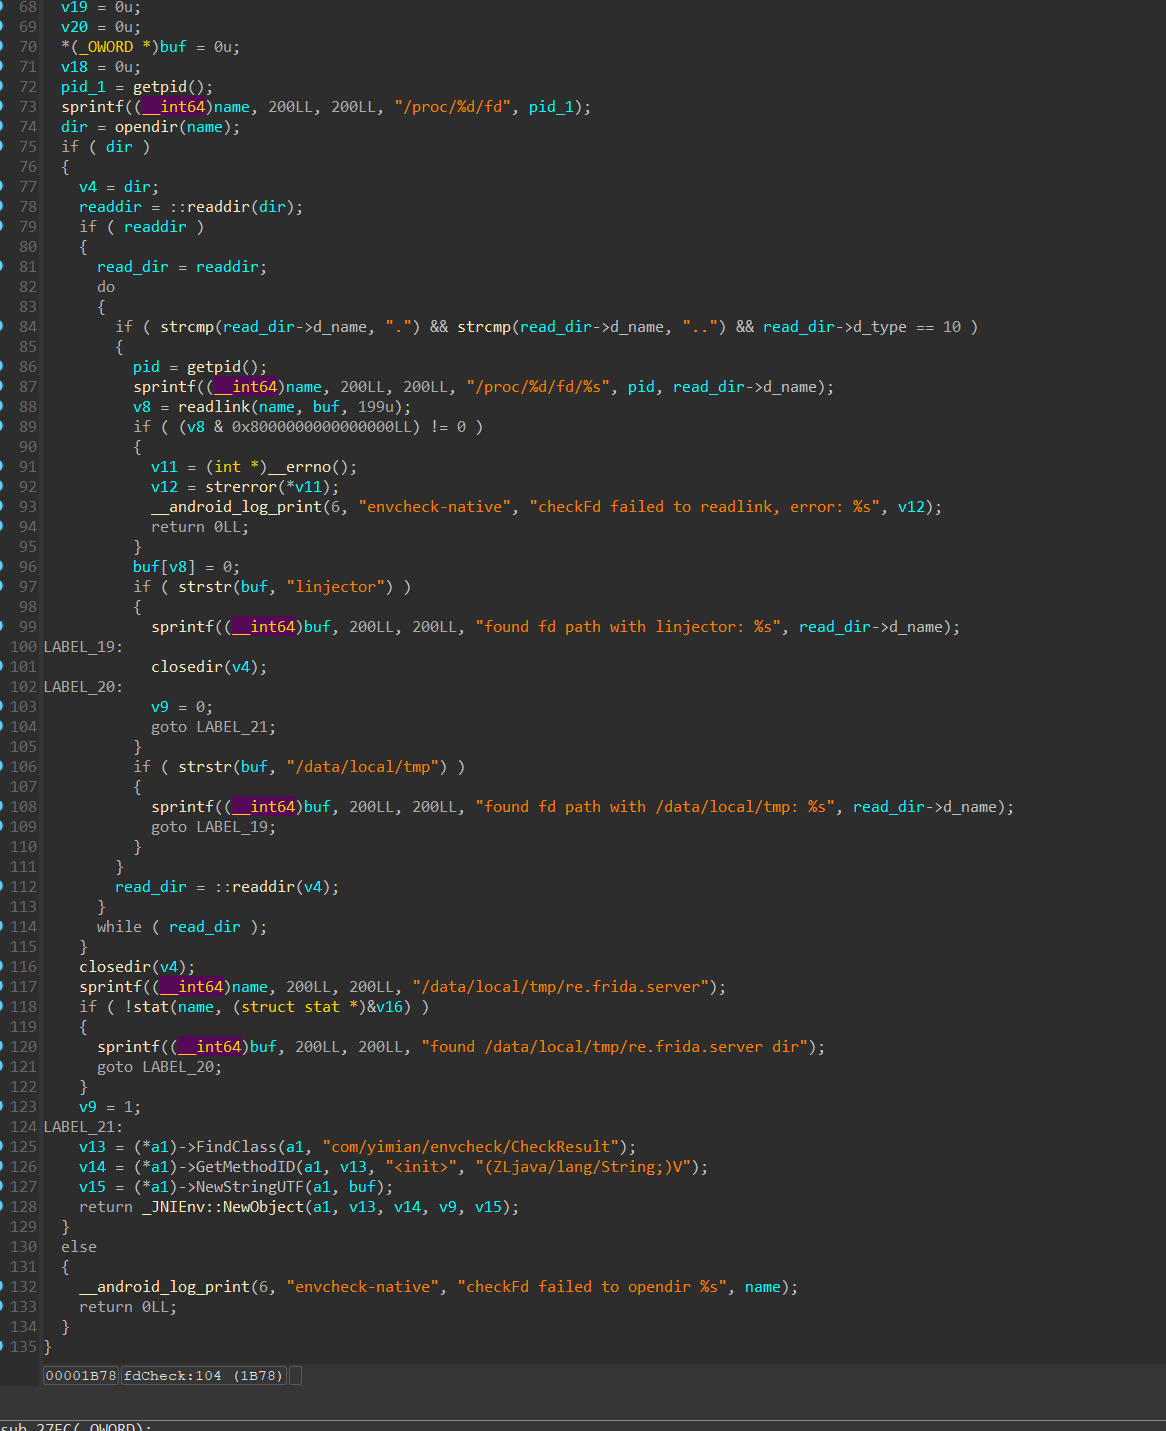 68 v19 = 0u;
69 v20 = 0u;
70 *(_OWORD *)buf = 0u;
71 v18 = 0u;
72 pid_1 = getpid();
73 sprintf((__int64)name, 200LL, 200LL, "/proc/%d/fd", pid_1);
74 dir = opendir(name);
75 if ( dir )
76 {
77 v4 = dir;
78 readdir = ::readdir(dir);
79 if ( readdir )
80 {
81 read_dir = readdir;
82 do
83 {
84 if ( strcmp(read_dir->d_name, ".") && strcmp(read_dir->d_name, "..") && read_dir->d_type == 10 )
85 {
86 pid = getpid();
87 sprintf((__int64)name, 200LL, 200LL, "/proc/%d/fd/%s", pid, read_dir->d_name);
88 v8 = readlink(name, buf, 199u);
89 if ( (v8 & 0x8000000000000000LL) != 0 )
90 {
91 v11 = (int *)__errno();
92 v12 = strerror(*v11);
93 __android_log_print(6, "envcheck-native", "checkFd failed to readlink, error: %s", v12);
94 return 0LL;
95 }
96 buf[v8] = 0;
97 if ( strstr(buf, "linjector") )
98 {
99 sprintf((__int64)buf, 200LL, 200LL, "found fd path with linjector: %s", read_dir->d_name);
100 LABEL_19:
101 closedir(v4);
102 LABEL_20:
103 v9 = 0;
104 goto LABEL_21;
105 }
106 if ( strstr(buf, "/data/local/tmp") )
107 {
108 sprintf((__int64)buf, 200LL, 200LL, "found fd path with /data/local/tmp: %s", read_dir->d_name);
109 goto LABEL_19;
110 }
111 }
112 read_dir = ::readdir(v4);
113 }
114 while ( read_dir );
115 }
116 closedir(v4);
117 sprintf((__int64)name, 200LL, 200LL, "/data/local/tmp/re.frida.server");
118 if ( !stat(name, (struct stat *)&v16) )
119 {
120 sprintf((__int64)buf, 200LL, 200LL, "found /data/local/tmp/re.frida.server dir");
121 goto LABEL_20;
122 }
123 v9 = 1;
124 LABEL_21:
125 v13 = (*a1)->FindClass(a1, "com/yimian/envcheck/CheckResult");
126 v14 = (*a1)->GetMethodID(a1, v13, "<init>", "(ZLjava/lang/String;)V");
127 v15 = (*a1)->NewStringUTF(a1, buf);
128 return _JNIEnv::NewObject(a1, v13, v14, v9, v15);
129 }
130 else
131 {
132 __android_log_print(6, "envcheck-native", "checkFd failed to opendir %s", name);
133 return 0LL;
134 }
135 }
00001B78 fdCheck:104 (1B78)